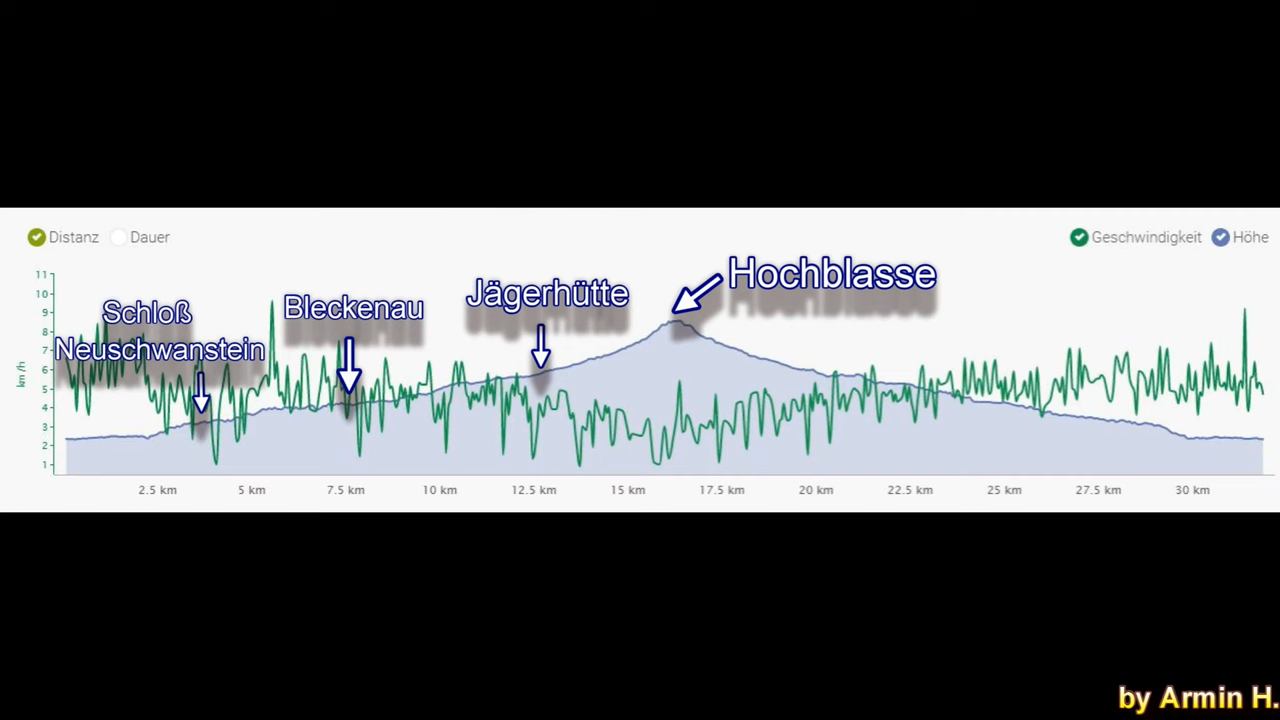 Distanz Dauer
Geschwindigkeit Höhe
Hochblasse
Jägerhütte
Bleckenau
Schloß
Neuschwanstein
km/h
11
10
9
8
7
6
5
4
3
2
1
2.5 km 5 km 7.5 km 10 km 12.5 km 15 km 17.5 km 20 km 22.5 km 25 km 27.5 km 30 km
by Armin H.